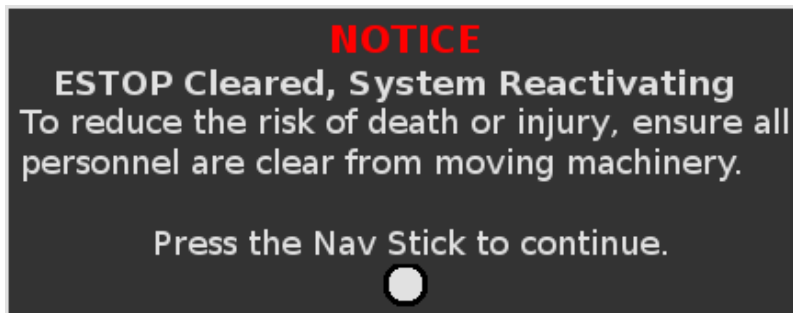 NOTICE
ESTOP Cleared, System Reactivating
To reduce the risk of death or injury, ensure all
personnel are clear from moving machinery.
Press the Nav Stick to continue.